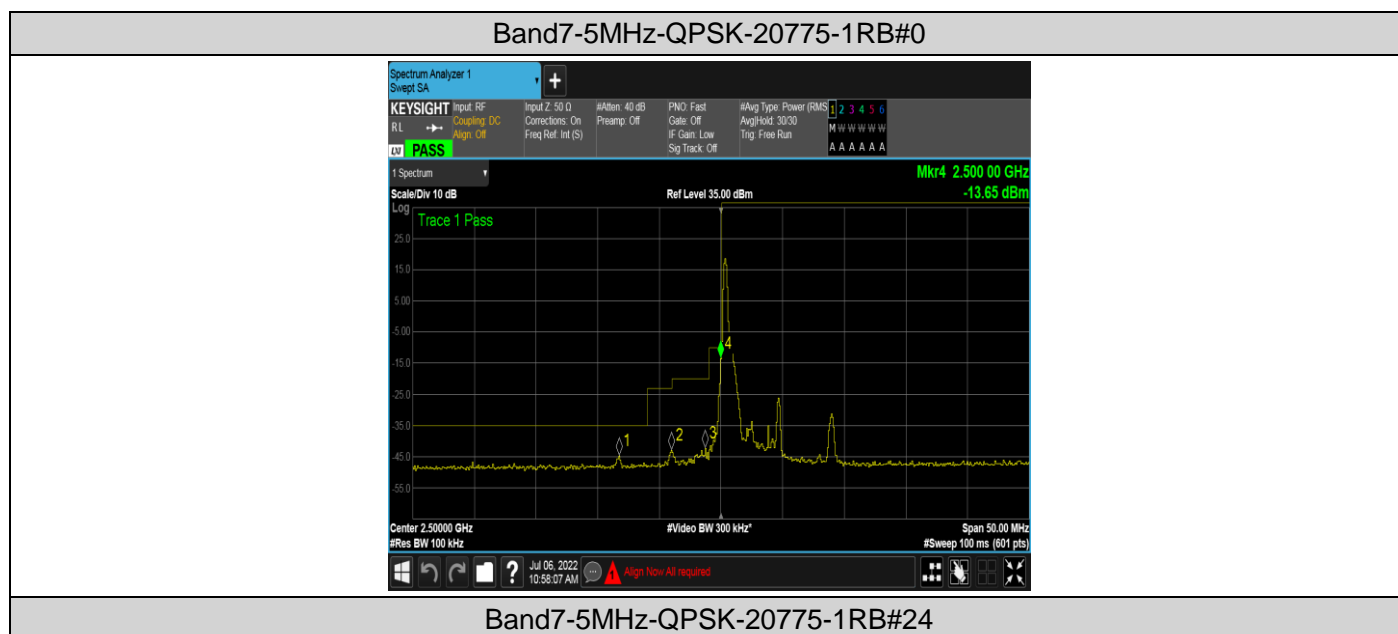 Band7-5MHz-QPSK-20775-1RB#0
Spectrum Analyzer 1
Swept SA
KEYSIGHT
RL
LXI PASS
Input: RF
Coupling: DC
Align: Off
Input Z: 50 Ω
Corrections: On
Freq Ref: Int (S)
#Atten: 40 dB
Preamp: Off
PNO: Fast
Gate: Off
IF Gain: Low
Sig Track: Off
#Avg Type: Power (RMS
Avg|Hold: 30/30
Trig: Free Run
1 2 3 4 5 6
M W W W W W
A A A A A A
1 Spectrum
Mkr4 2.500 00 GHz
Scale/Div 10 dB
Ref Level 35.00 dBm
-13.65 dBm
Log
Trace 1 Pass
25.0
15.0
5.00
-5.00
4
-15.0
-25.0
-35.0
1
2
3
-45.0
-55.0
Center 2.50000 GHz
#Video BW 300 kHz*
Span 50.00 MHz
#Res BW 100 kHz
#Sweep 100 ms (601 pts)
?
Jul 06, 2022
10:58:07 AM
Align Now All required
Band7-5MHz-QPSK-20775-1RB#24